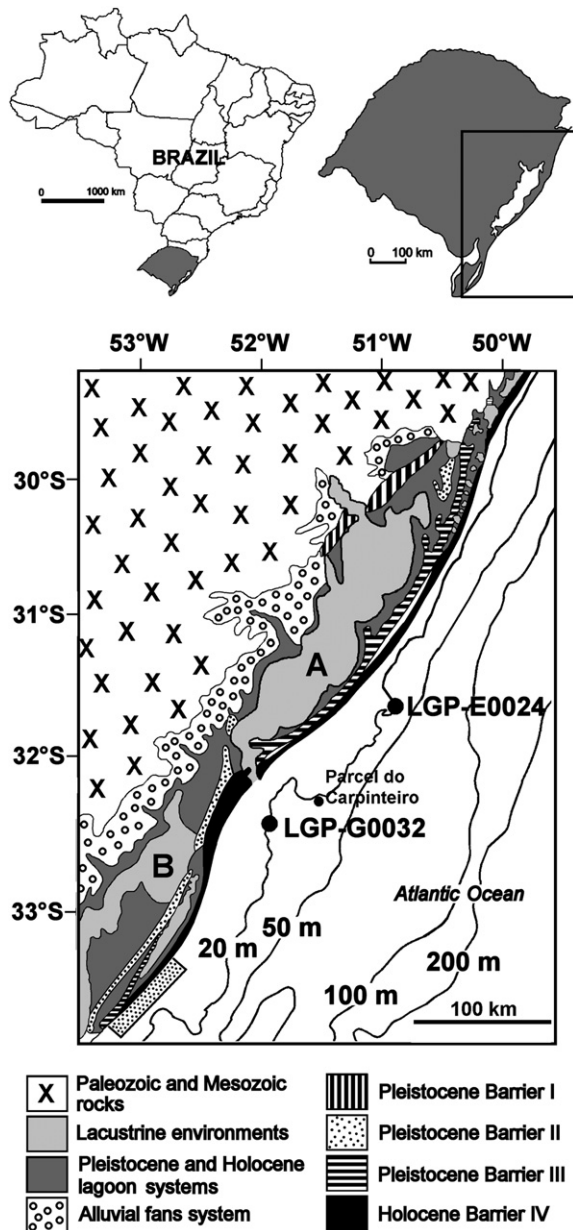 BRAZIL
0 1000 km
0 100 km
53°W 52°W 51°W 50°W
30°S
31°S
A
LGP-E0024
32°S
Parcel do
Carpinteiro
LGP-G0032
B
Atlantic Ocean
33°S
20 m
50 m
100 m
200 m
100 km
X Paleozoic and Mesozoic
rocks
Lacustrine environments
Pleistocene and Holocene
lagoon systems
Alluvial fans system
Pleistocene Barrier I
Pleistocene Barrier II
Pleistocene Barrier III
Holocene Barrier IV